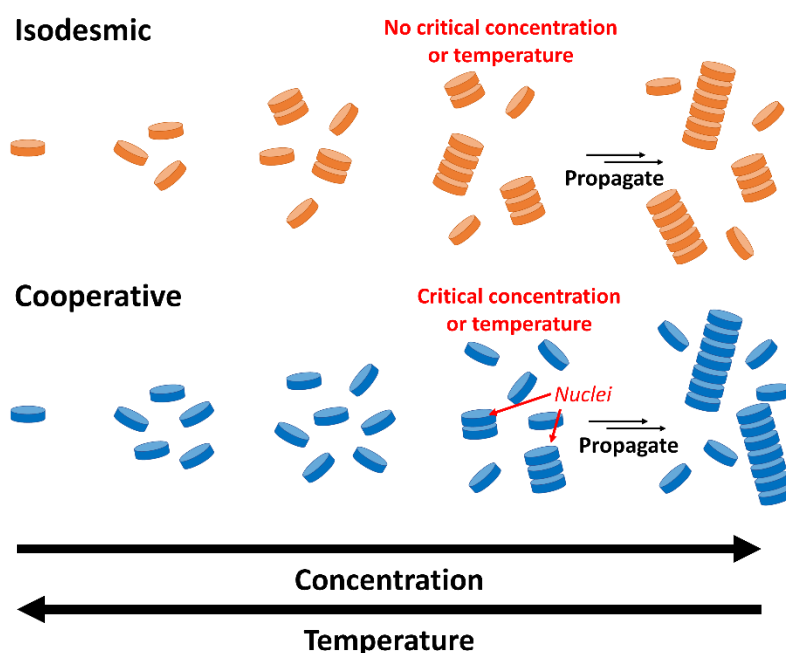 Isodesmic
No critical concentration
or temperature
Propagate
Cooperative
Critical concentration
or temperature
Nuclei
Propagate
Concentration
Temperature